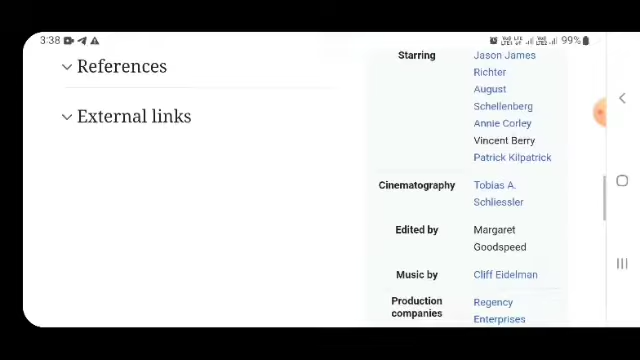 3:38
99%
References
External links
Starring
Jason James
Richter
August
Schellenberg
Annie Corley
Vincent Berry
Patrick Kilpatrick
Cinematography
Tobias A.
Schliessler
Edited by
Margaret
Goodspeed
Music by
Cliff Eidelman
Production
companies
Regency
Enterprises